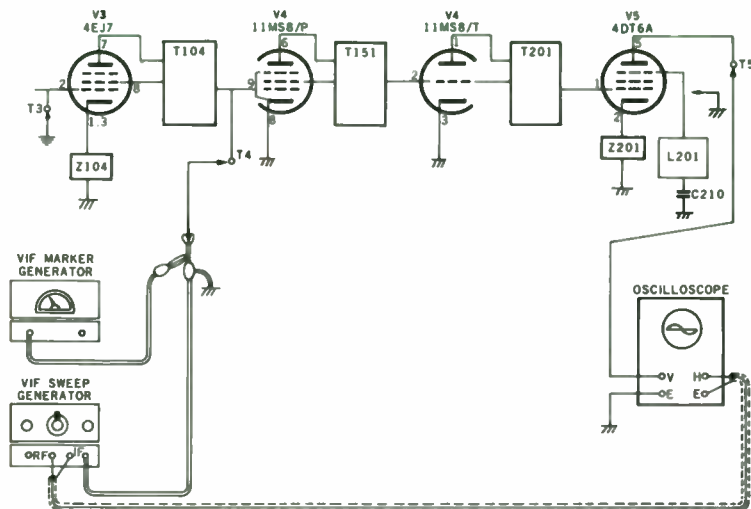 V3
4EJ7
V4
11MS8/P
V4
11MS8/T
V5
4DT6A
7
T104
6
T151
1
T201
5
T5
2
8
9
2
1
T3
1.3
8
3
2
Z104
T4
Z201
L201
C210
VIF MARKER
GENERATOR
OSCILLOSCOPE
V
H
E
E
VIF SWEEP
GENERATOR
RF
IF